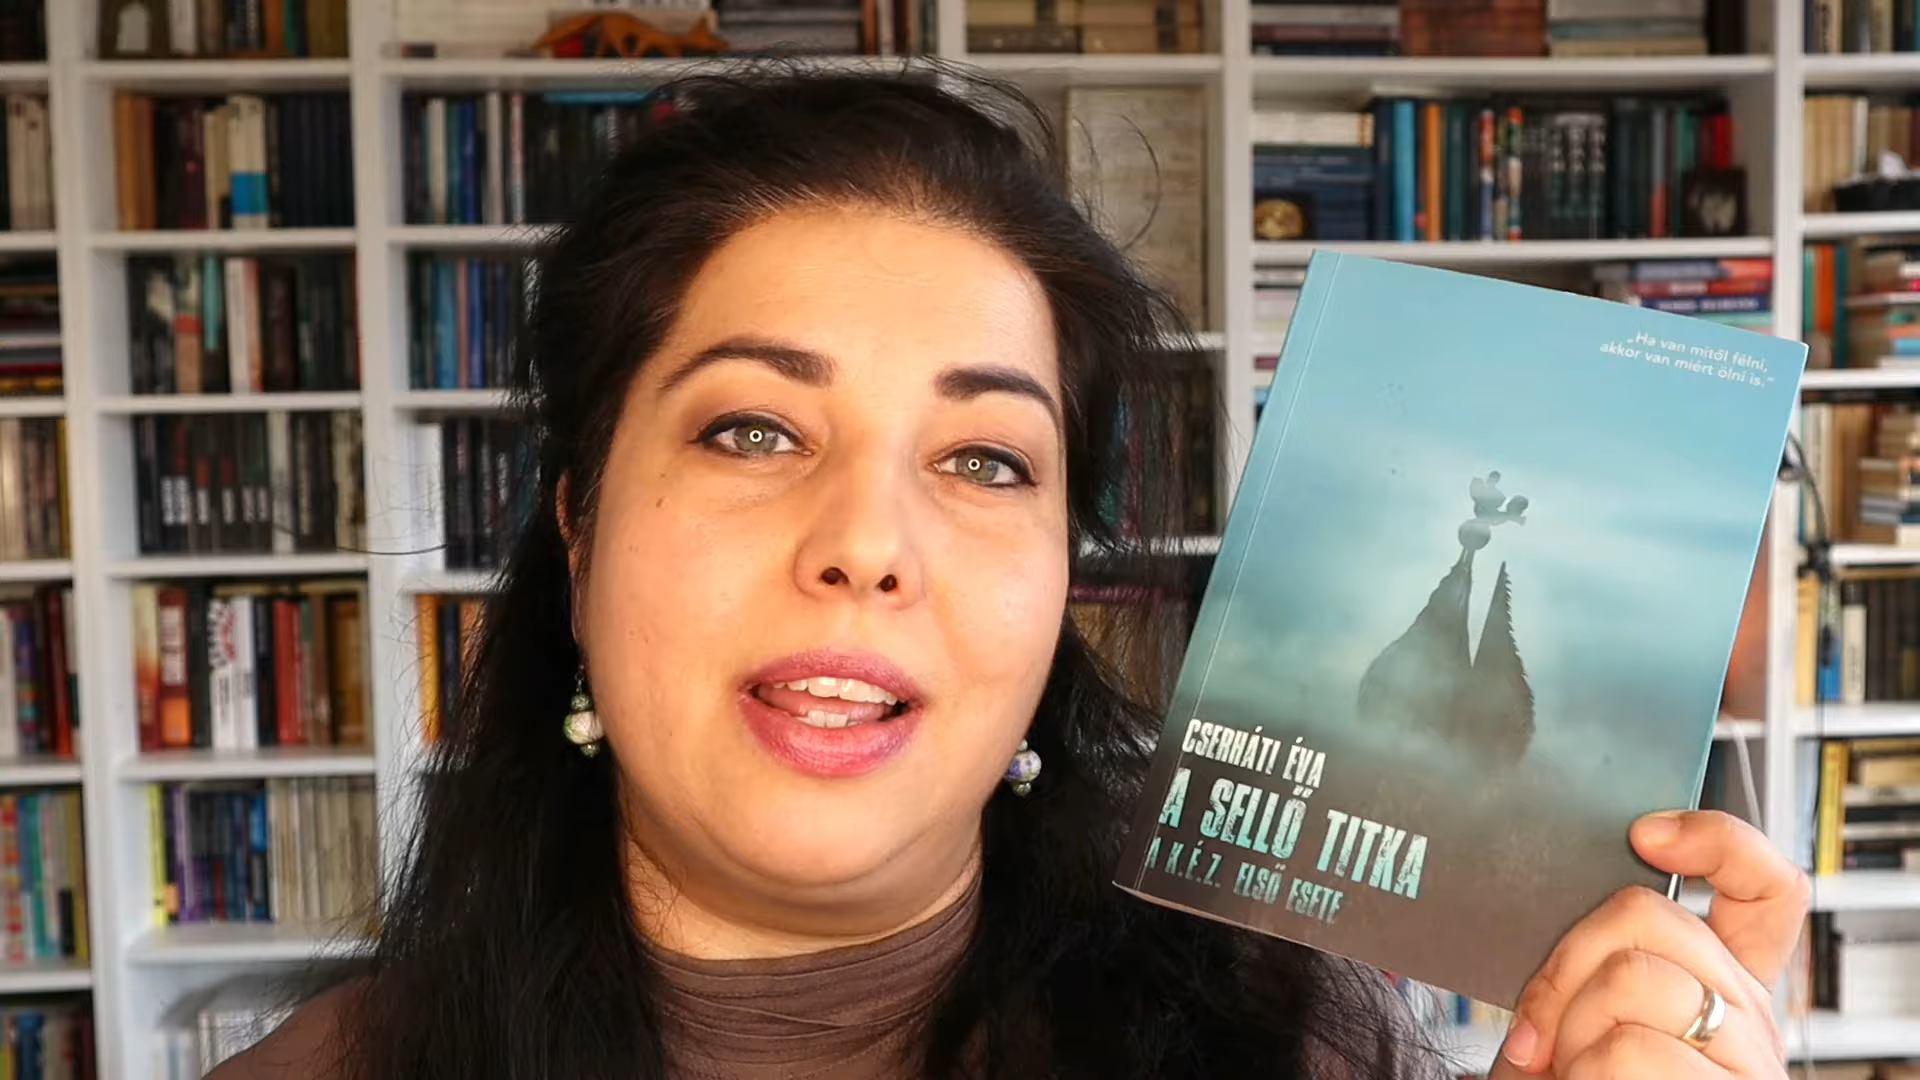 „Ha van mitől félni,
akkor van miért ölni is.”
CSERHÁTI ÉVA
A SELLŐ TITKA
A K.É.Z. ELSŐ ESETE